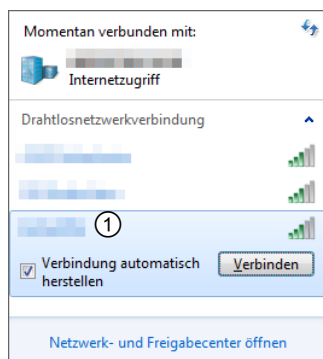 Momentan verbunden mit:
Internetzugriff
Drahtlosnetzwerkverbindung
1
Verbindung automatisch herstellen
Verbinden
Netzwerk- und Freigabecenter öffnen